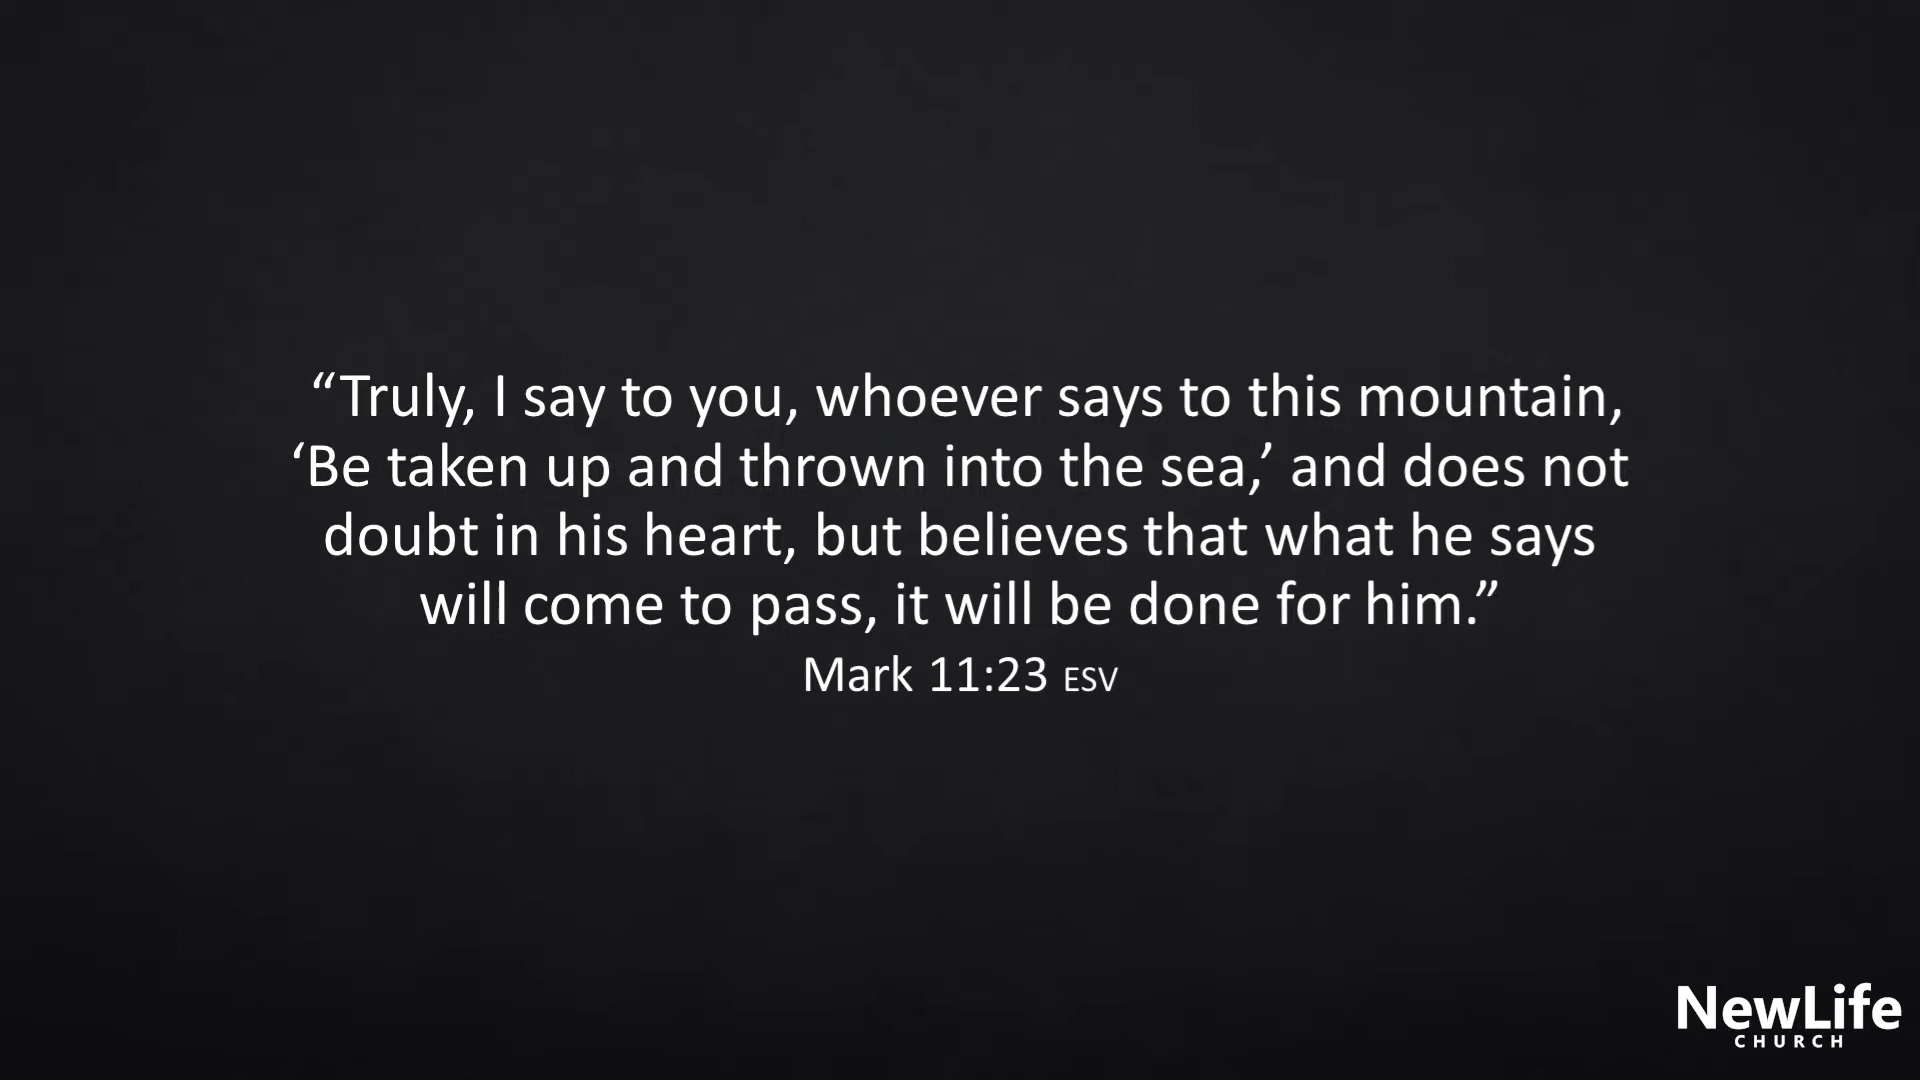 “Truly, I say to you, whoever says to this mountain,
‘Be taken up and thrown into the sea,’ and does not
doubt in his heart, but believes that what he says
will come to pass, it will be done for him.”
Mark 11:23 ESV
NewLife
CHURCH